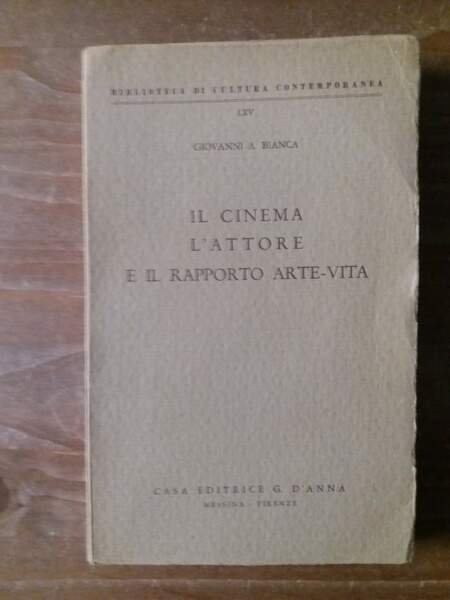 BIBLIOTECA DI CULTURA CONTEMPORANEA
LXV
GIOVANNI A. BIANCA
IL CINEMA
L'ATTORE
E IL RAPPORTO ARTE-VITA
CASA EDITRICE G. D'ANNA
MESSINA - FIRENZE